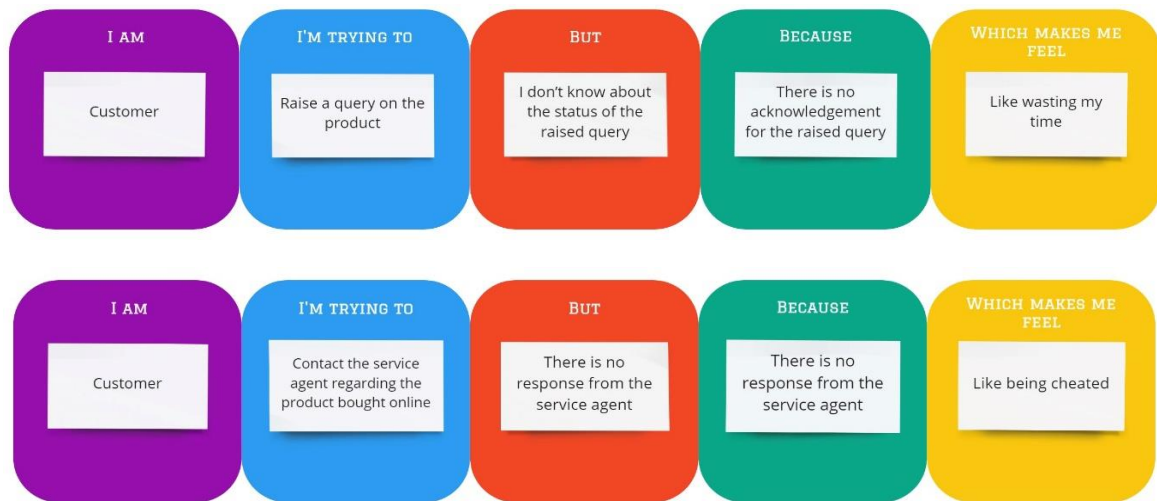 I AM
I'M TRYING TO
BUT
BECAUSE
WHICH MAKES ME
FEEL
Customer
Raise a query on the
product
I don't know about
the status of the
raised query
There is no
acknowledgement
for the raised query
Like wasting my
time
I AM
I'M TRYING TO
BUT
BECAUSE
WHICH MAKES ME
FEEL
Customer
Contact the service
agent regarding the
product bought online
There is no
response from the
service agent
There is no
response from the
service agent
Like being cheated